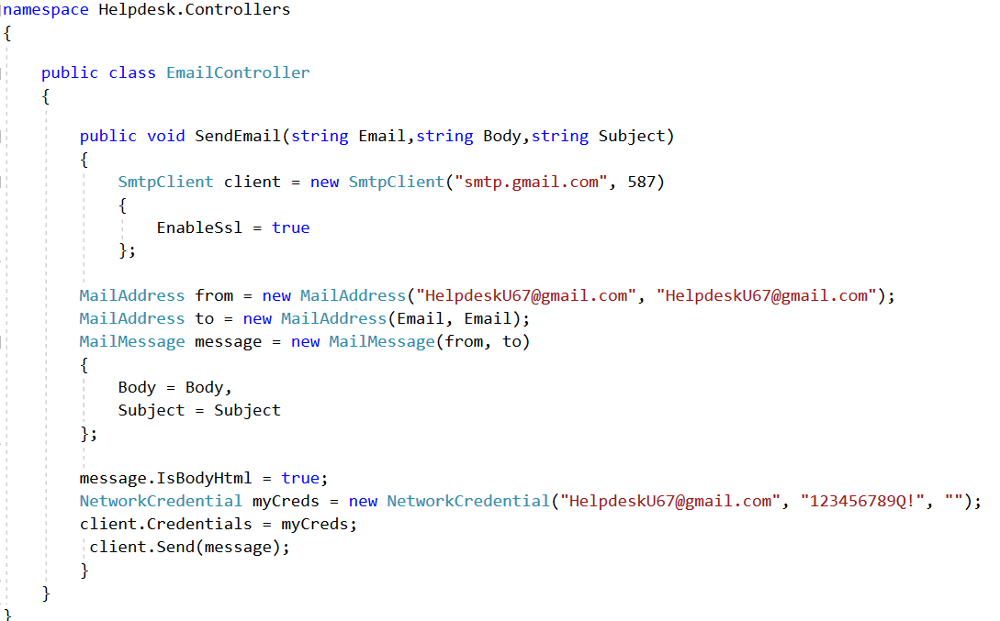 namespace Helpdesk.Controllers
{
public class EmailController
{
public void SendEmail(string Email,string Body,string Subject)
{
SmtpClient client = new SmtpClient("smtp.gmail.com", 587)
{
EnableSsl = true
};
MailAddress from = new MailAddress("HelpdeskU67@gmail.com", "HelpdeskU67@gmail.com");
MailAddress to = new MailAddress(Email, Email);
MailMessage message = new MailMessage(from, to)
{
Body = Body,
Subject = Subject
};
message.IsBodyHtml = true;
NetworkCredential myCreds = new NetworkCredential("HelpdeskU67@gmail.com", "123456789Q!", "");
client.Credentials = myCreds;
client.Send(message);
}
}
}